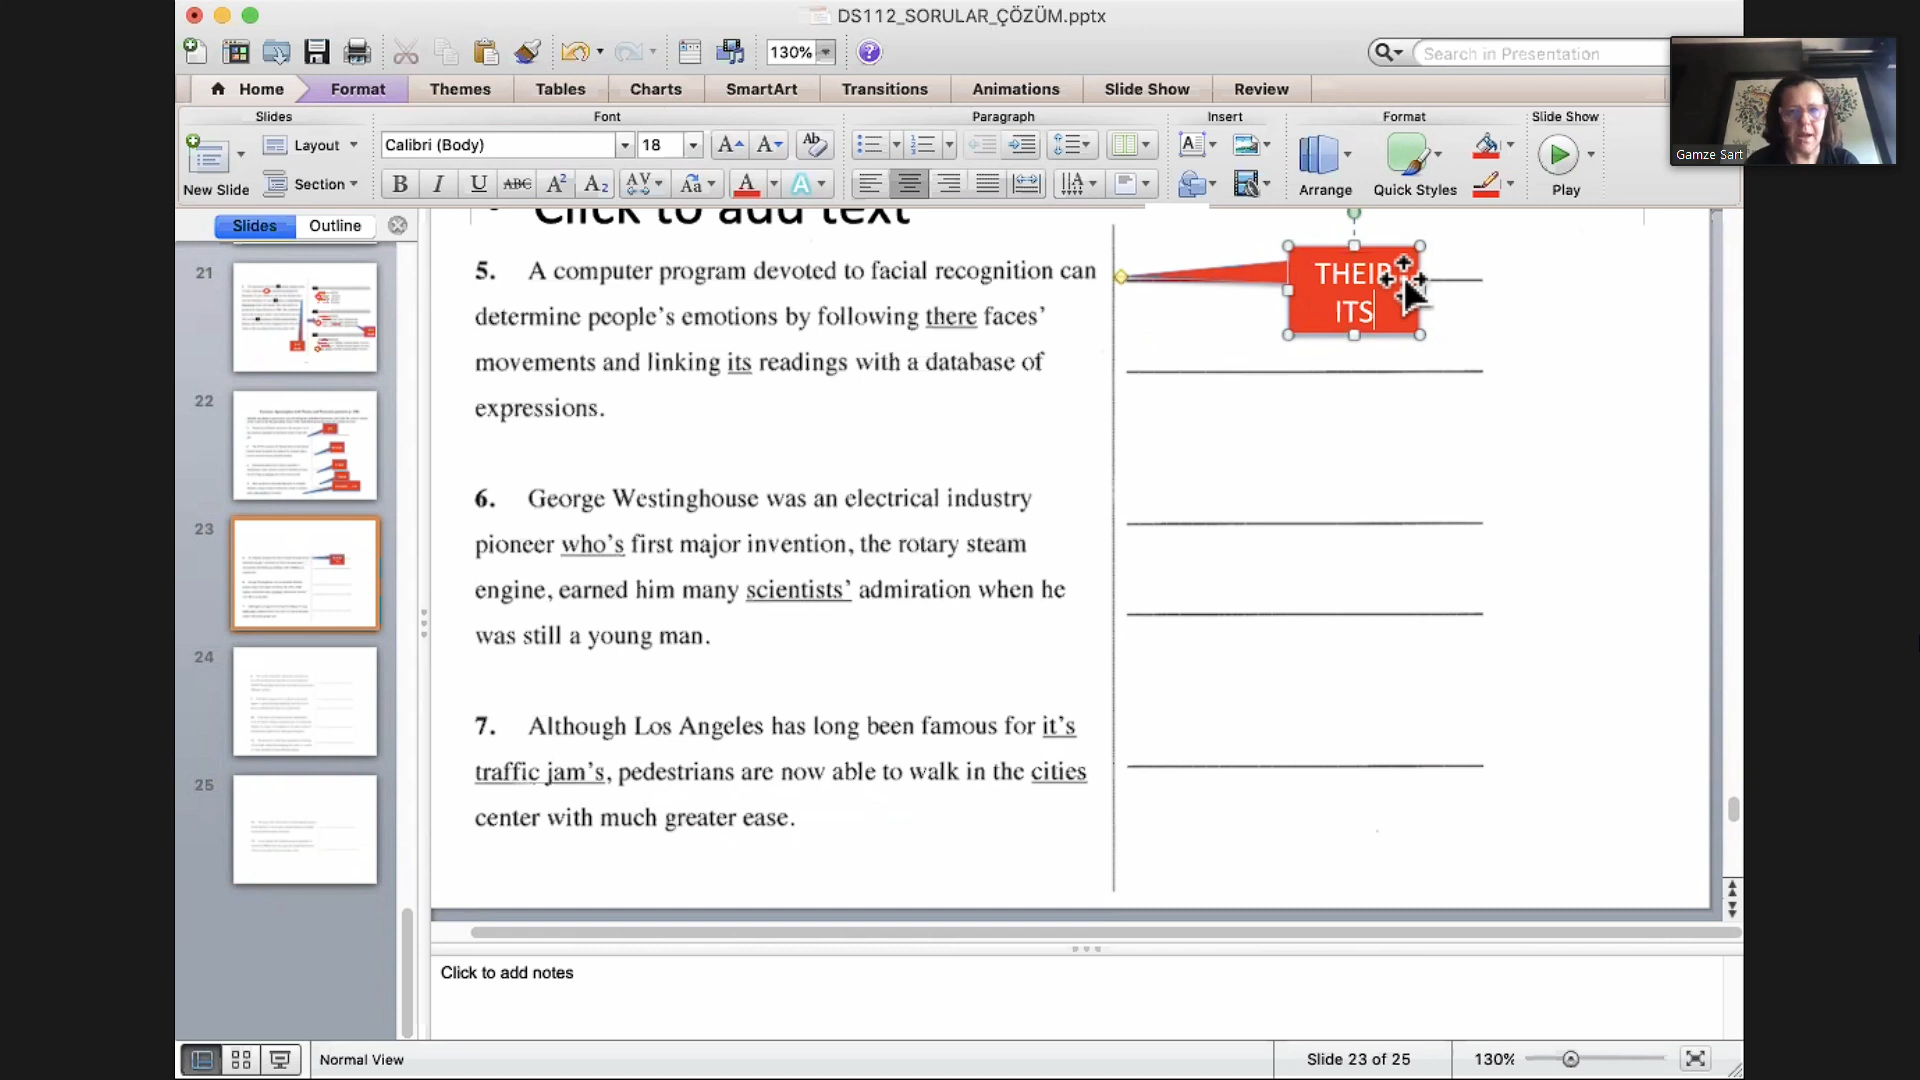 DS112_SORULAR_ÇÖZÜM.pptx
130%
Search in Presentation
Home
Format
Themes
Tables
Charts
SmartArt
Transitions
Animations
Slide Show
Review
Slides
Font
Paragraph
Insert
Format
Slide Show
New Slide
Layout
Section
Calibri (Body)
18
Arrange
Quick Styles
Play
Gamze Sart
Slides
Outline
21
22
23
24
25
Click to add text
5. A computer program devoted to facial recognition can
determine people's emotions by following there faces'
movements and linking its readings with a database of
expressions.
THEIR
ITS
6. George Westinghouse was an electrical industry
pioneer who's first major invention, the rotary steam
engine, earned him many scientists' admiration when he
was still a young man.
7. Although Los Angeles has long been famous for it's
traffic jam's, pedestrians are now able to walk in the cities
center with much greater ease.
Click to add notes
Normal View
Slide 23 of 25
130%